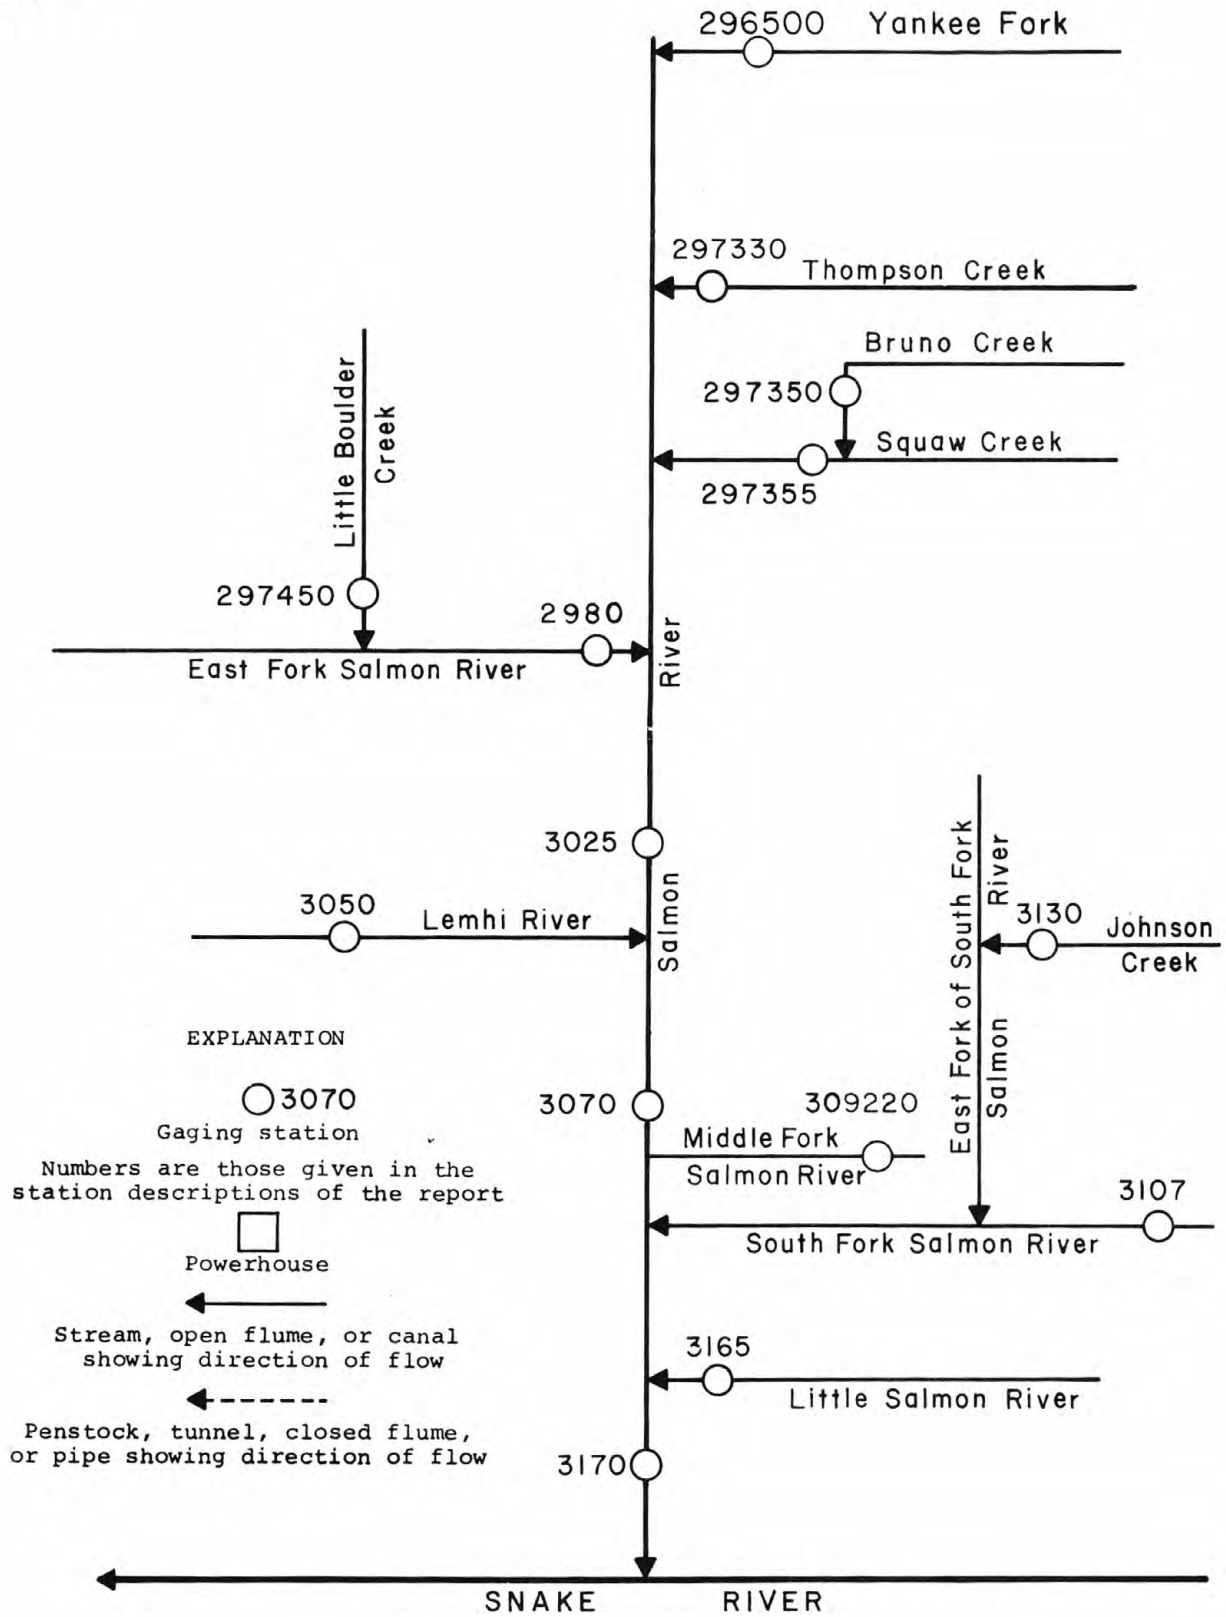 296500 Yankee Fork
297330
Thompson Creek
Bruno Creek
297350
Squaw Creek
297355
Little Boulder
Creek
297450
2980
East Fork Salmon River
River
3025
Salmon
3050
Lemhi River
East Fork of South Fork
River
Salmon
3130
Johnson
Creek
EXPLANATION
3070
Gaging station
Numbers are those given in the
station descriptions of the report
Powerhouse
Stream, open flume, or canal
showing direction of flow
Penstock, tunnel, closed flume,
or pipe showing direction of flow
3070
309220
Middle Fork
Salmon River
3107
South Fork Salmon River
3165
Little Salmon River
3170
SNAKE RIVER